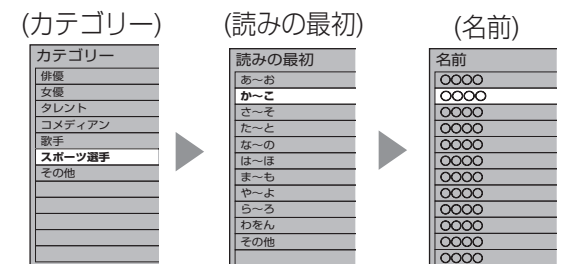 (カテゴリー)
カテゴリー
俳優
女優
タレント
コメディアン
歌手
スポーツ選手
その他
(読みの最初)
読みの最初
あ〜お
か〜こ
さ〜そ
た〜と
な〜の
は〜ほ
ま〜も
や〜よ
ら〜ろ
わをん
その他
(名前)
名前
○○○○
○○○○
○○○○
○○○○
○○○○
○○○○
○○○○
○○○○
○○○○
○○○○
○○○○
○○○○